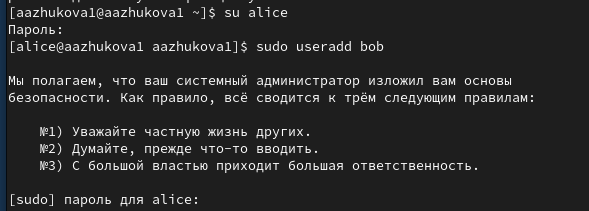 [aazhukova1@aazhukova1 ~]$ su alice
Пароль:
[alice@aazhukova1 aazhukova1]$ sudo useradd bob
Мы полагаем, что ваш системный администратор изложил вам основы
безопасности. Как правило, всё сводится к трём следующим правилам:
№1) Уважайте частную жизнь других.
№2) Думайте, прежде что-то вводить.
№3) С большой властью приходит большая ответственность.
[sudo] пароль для alice: